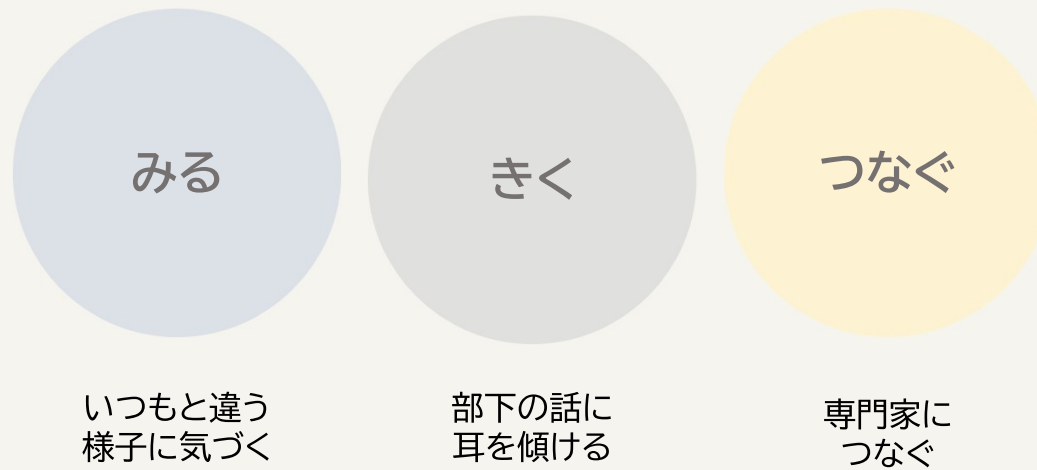 みる
いつもと違う
様子に気づく
きく
部下の話に
耳を傾ける
つなぐ
専門家に
つなぐ